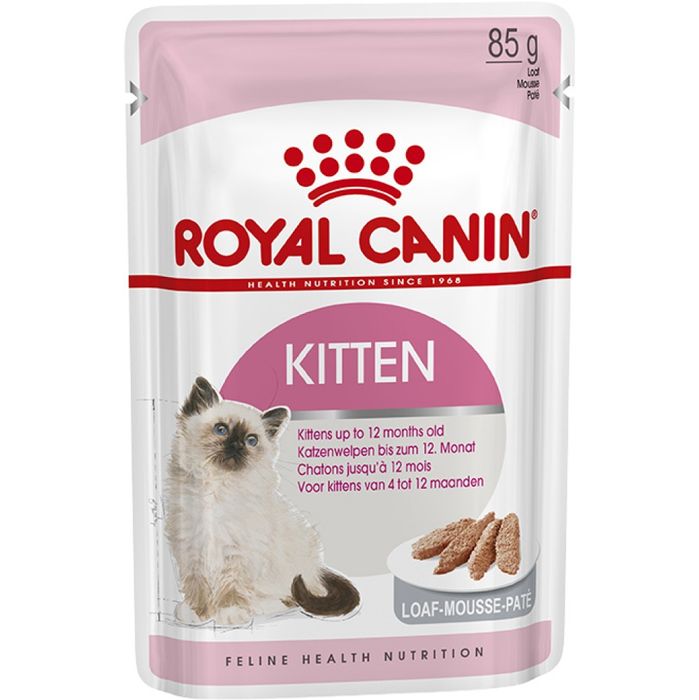 85 g
Loaf
Mousse
Paté
ROYAL CANIN®
HEALTH NUTRITION SINCE 1968
KITTEN
Kittens up to 12 months old
Katzenwelpen bis zum 12. Monat
Chatons jusqu'à 12 mois
Voor kittens van 4 tot 12 maanden
LOAF-MOUSSE-PATÉ
FELINE HEALTH NUTRITION